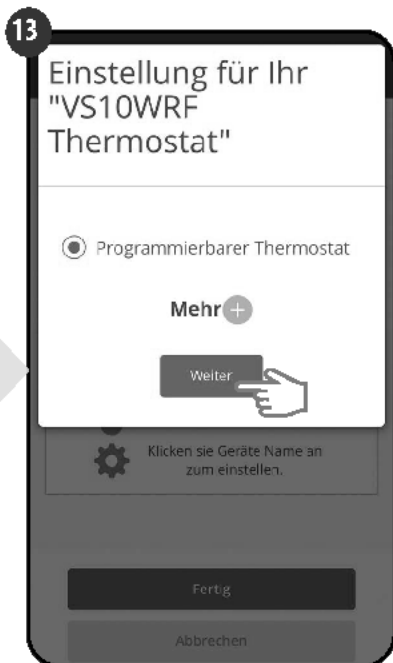 13
Einstellung für Ihr
"VS10WRF
Thermostat"
Programmierbarer Thermostat
Mehr +
Weiter
Klicken sie Geräte Name an
zum einstellen.
Fertig
Abbrechen